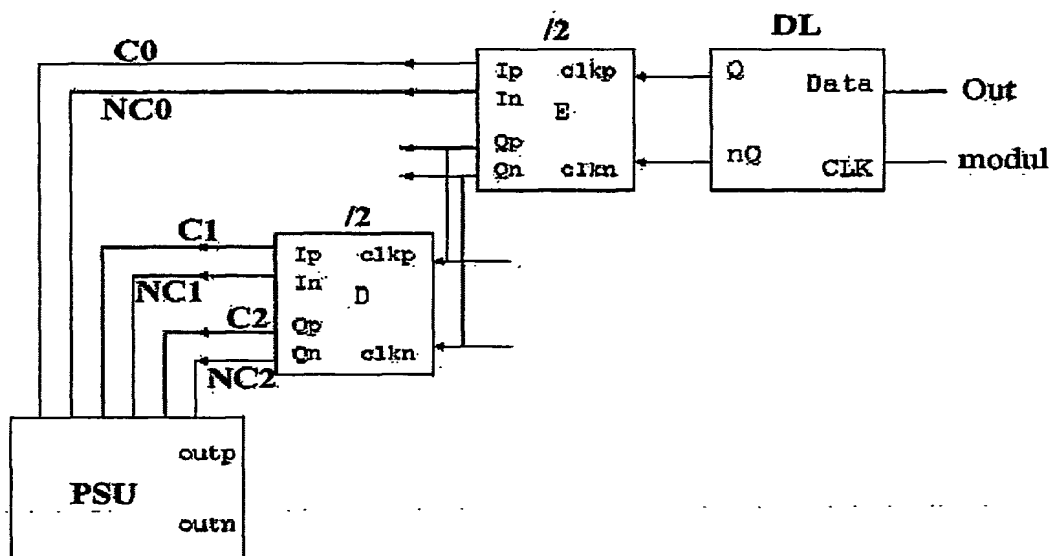 /2
DL
C0
Ip clkp
Q
Data
Out
In
NC0
E
Qp
nQ
modul
Qn clkn
CLK
/2
C1
Ip clkp
In
NC1
D
C2
Qp
Qn clkn
NC2
outp
PSU
outn